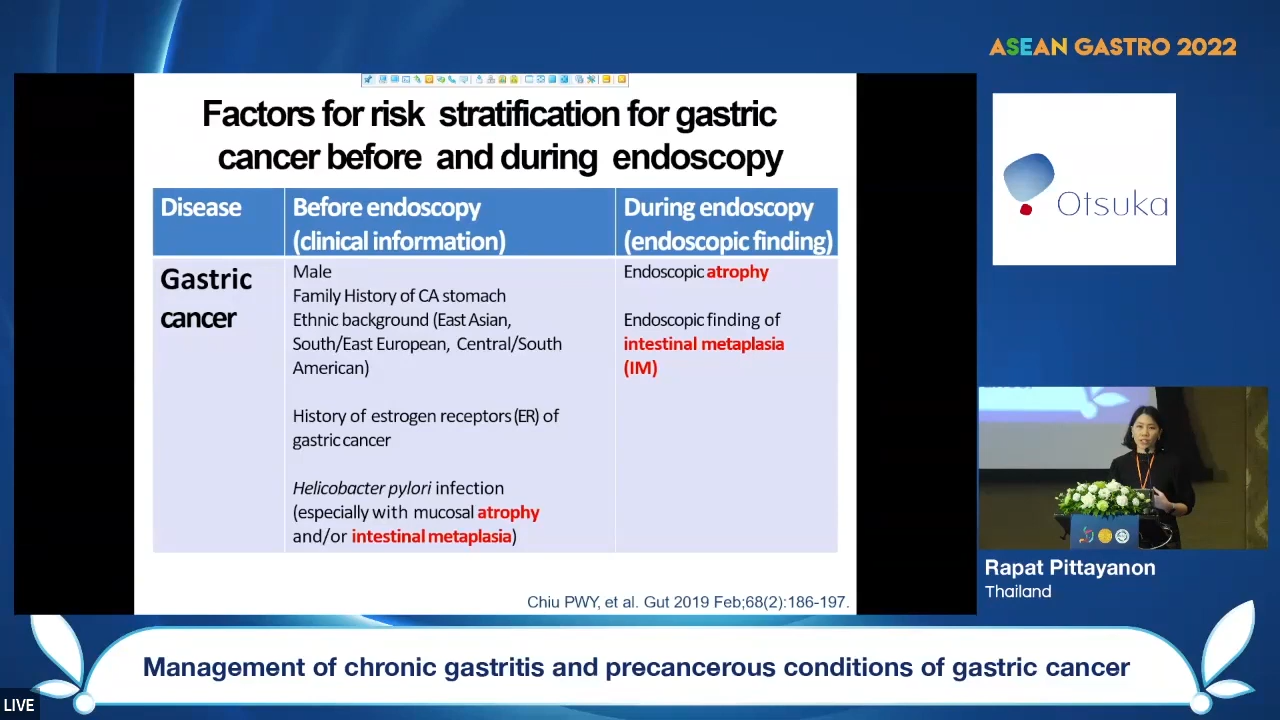 ASEAN GASTRO 2022
Factors for risk stratification for gastric
cancer before and during endoscopy
Disease
Before endoscopy
(clinical information)
During endoscopy
(endoscopic finding)
Gastric
cancer
Male
Family History of CA stomach
Ethnic background (East Asian,
South/East European, Central/South
American)
History of estrogen receptors (ER) of
gastric cancer
Helicobacter pylori infection
(especially with mucosal atrophy
and/or intestinal metaplasia)
Endoscopic atrophy
Endoscopic finding of
intestinal metaplasia
(IM)
Chiu PWY, et al. Gut 2019 Feb;68(2):186-197.
Otsuka
Rapat Pittayanon
Thailand
Management of chronic gastritis and precancerous conditions of gastric cancer
LIVE